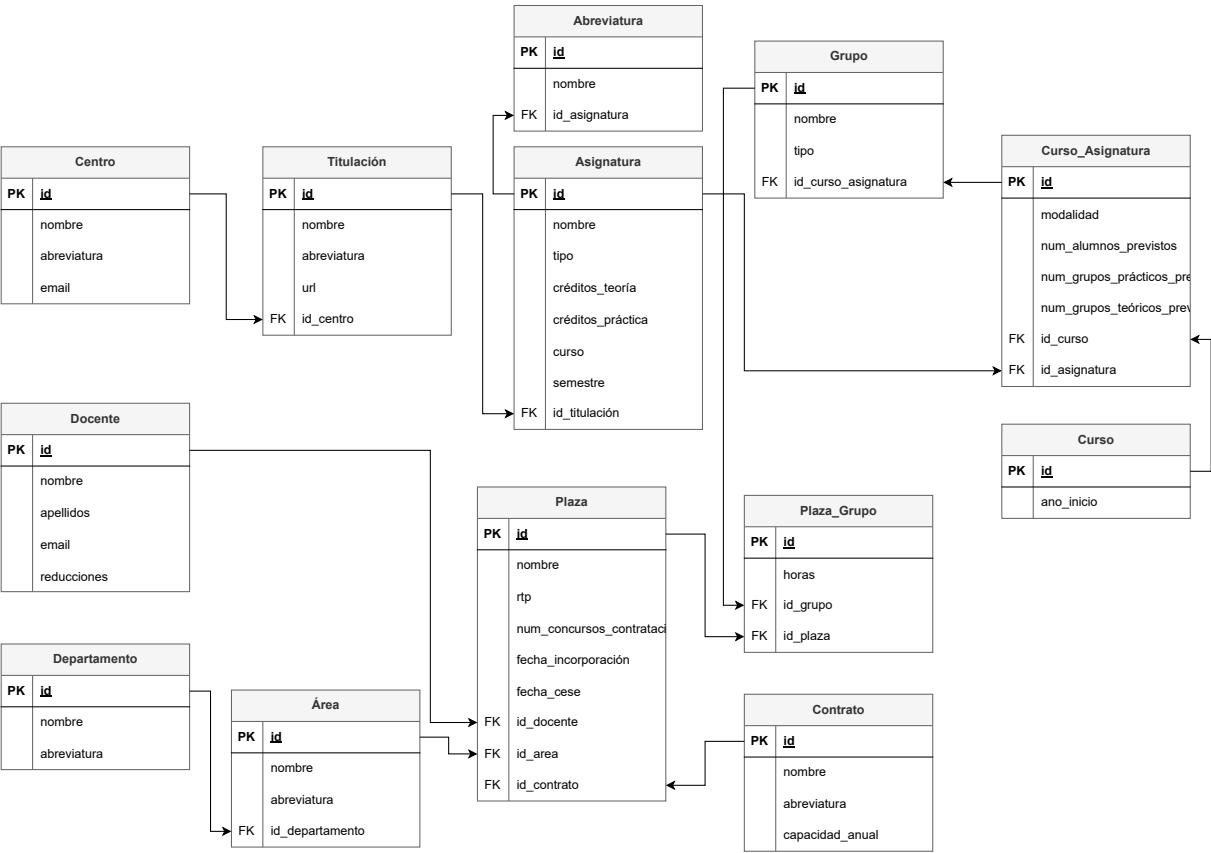 Abreviatura
PK id
nombre
FK id_asignatura
Grupo
PK id
nombre
tipo
FK id_curso_asignatura
Centro
PK id
nombre
abreviatura
email
Titulación
PK id
nombre
abreviatura
url
FK id_centro
Asignatura
PK id
nombre
tipo
créditos_teoría
créditos_práctica
curso
semestre
FK id_titulación
Curso_Asignatura
PK id
modalidad
num_alumnos_previstos
num_grupos_prácticos_pre
num_grupos_teóricos_prev
FK id_curso
FK id_asignatura
Docente
PK id
nombre
apellidos
email
reducciones
Curso
PK id
ano_inicio
Plaza
PK id
nombre
rtp
num_concursos_contrataci
fecha_incorporación
fecha_cese
FK id_docente
FK id_area
FK id_contrato
Plaza_Grupo
PK id
horas
FK id_grupo
FK id_plaza
Departamento
PK id
nombre
abreviatura
Área
PK id
nombre
abreviatura
FK id_departamento
Contrato
PK id
nombre
abreviatura
capacidad_anual